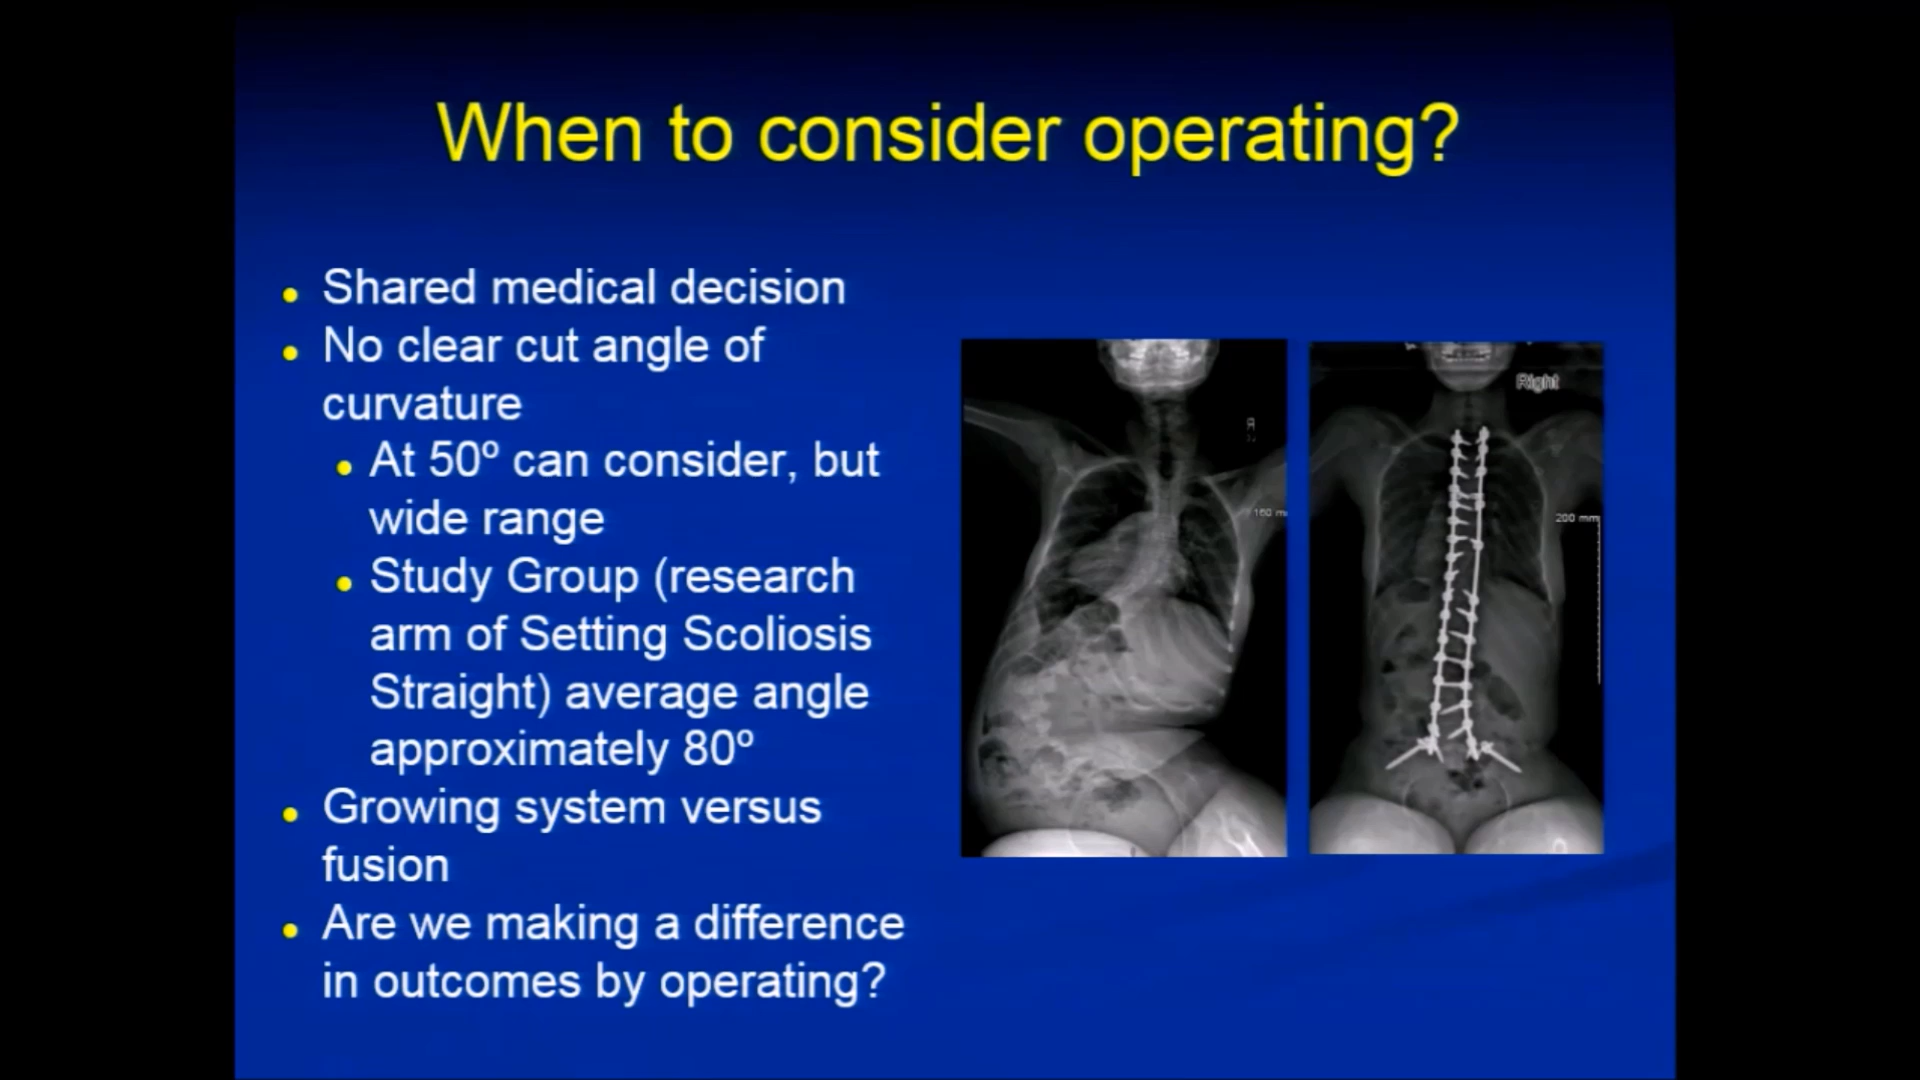 When to consider operating?
Shared medical decision
No clear cut angle of
curvature
At 50º can consider, but
wide range
Study Group (research
arm of Setting Scoliosis
Straight) average angle
approximately 80º
Growing system versus
fusion
Are we making a difference
in outcomes by operating?
Right
160 m
200 mm